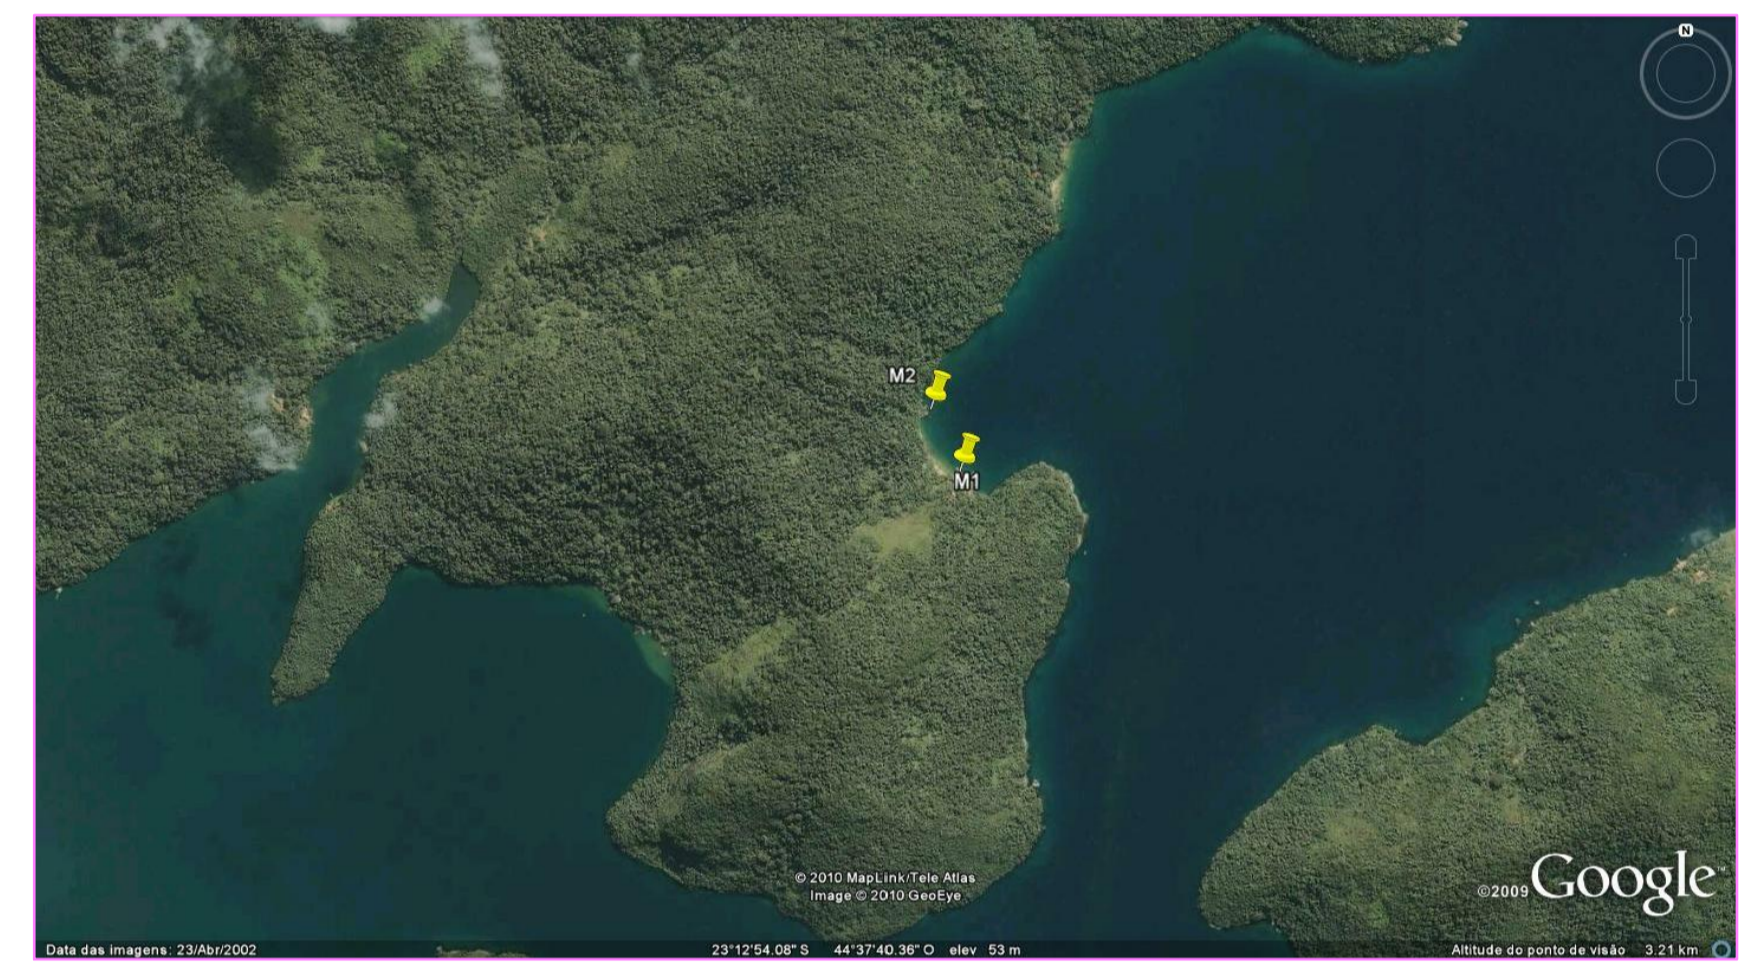 N
M2
M1
© 2010 MapLink/Tele Atlas
Image © 2010 GeoEye
©2009 Google™
Data das imagens: 23/Abr/2002 23°12'54.08" S 44°37'40.36" O elev 53 m Altitude do ponto de visão 3.21 km